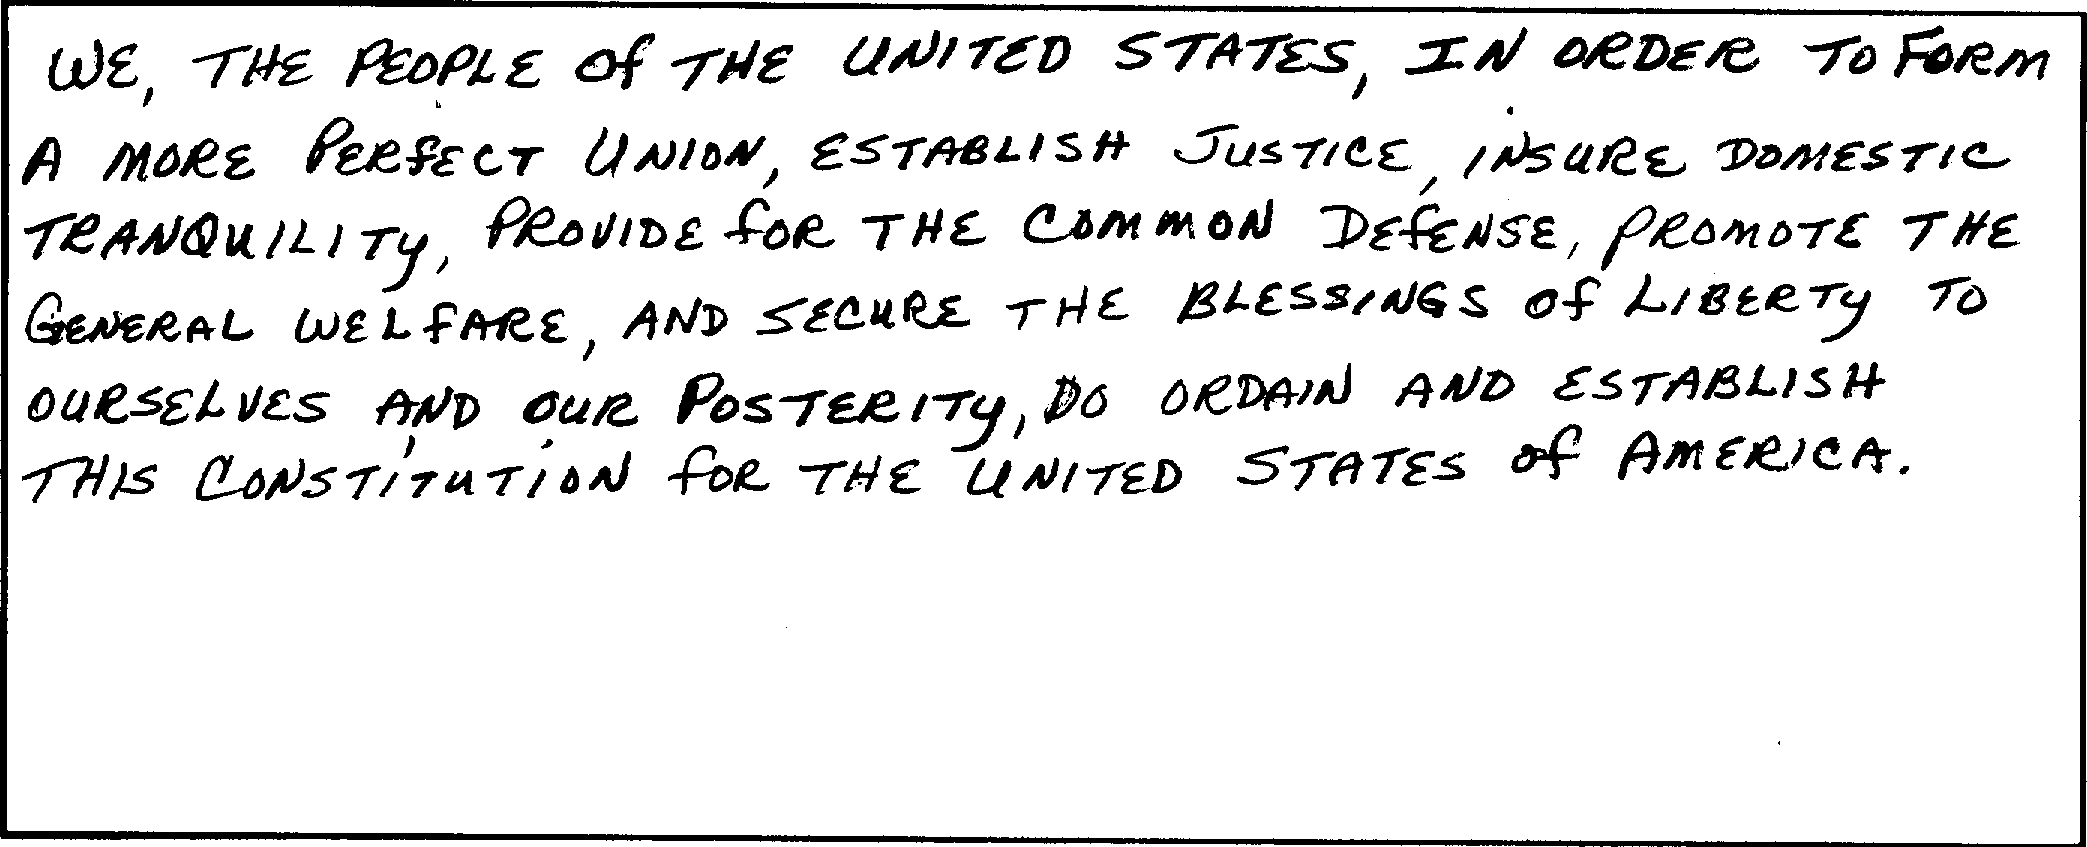 WE, THE PEOPLE Of THE UNITED STATES, IN ORDER TO FORM
A MORE PERfECT UNION, ESTABLISH JUSTICE, INSURE DOMESTIC
TRANQUILITy, PROVIDE fOR THE COMMON DEfENSE, PROMOTE THE
GENERAL WELfARE, AND SECURE THE BLESSINGS Of LIBERTy TO
OURSELVES AND OUR POSTERITy, DO ORDAIN AND ESTABLISH
THIS CONSTITUTION fOR THE UNITED STATES Of AMERICA.